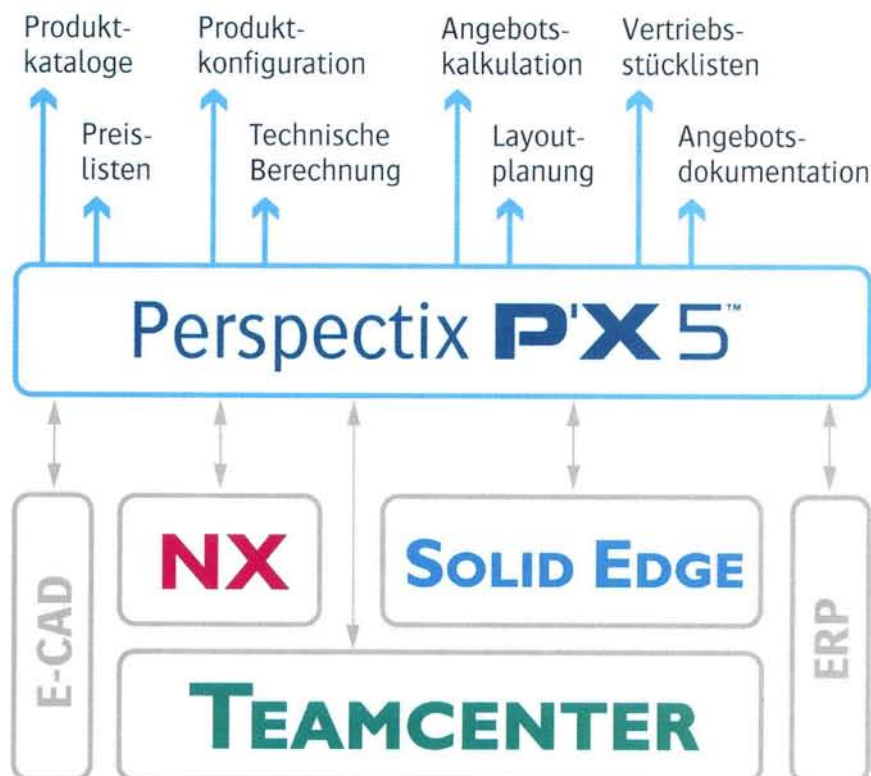 Produkt-
kataloge
Produkt-
konfiguration
Angebots-
kalkulation
Vertriebs-
stücklisten
Preis-
listen
Technische
Berechnung
Layout-
planung
Angebots-
dokumentation
Perspectix P'X 5™
E-CAD
NX
SOLID EDGE
ERP
TEAMCENTER